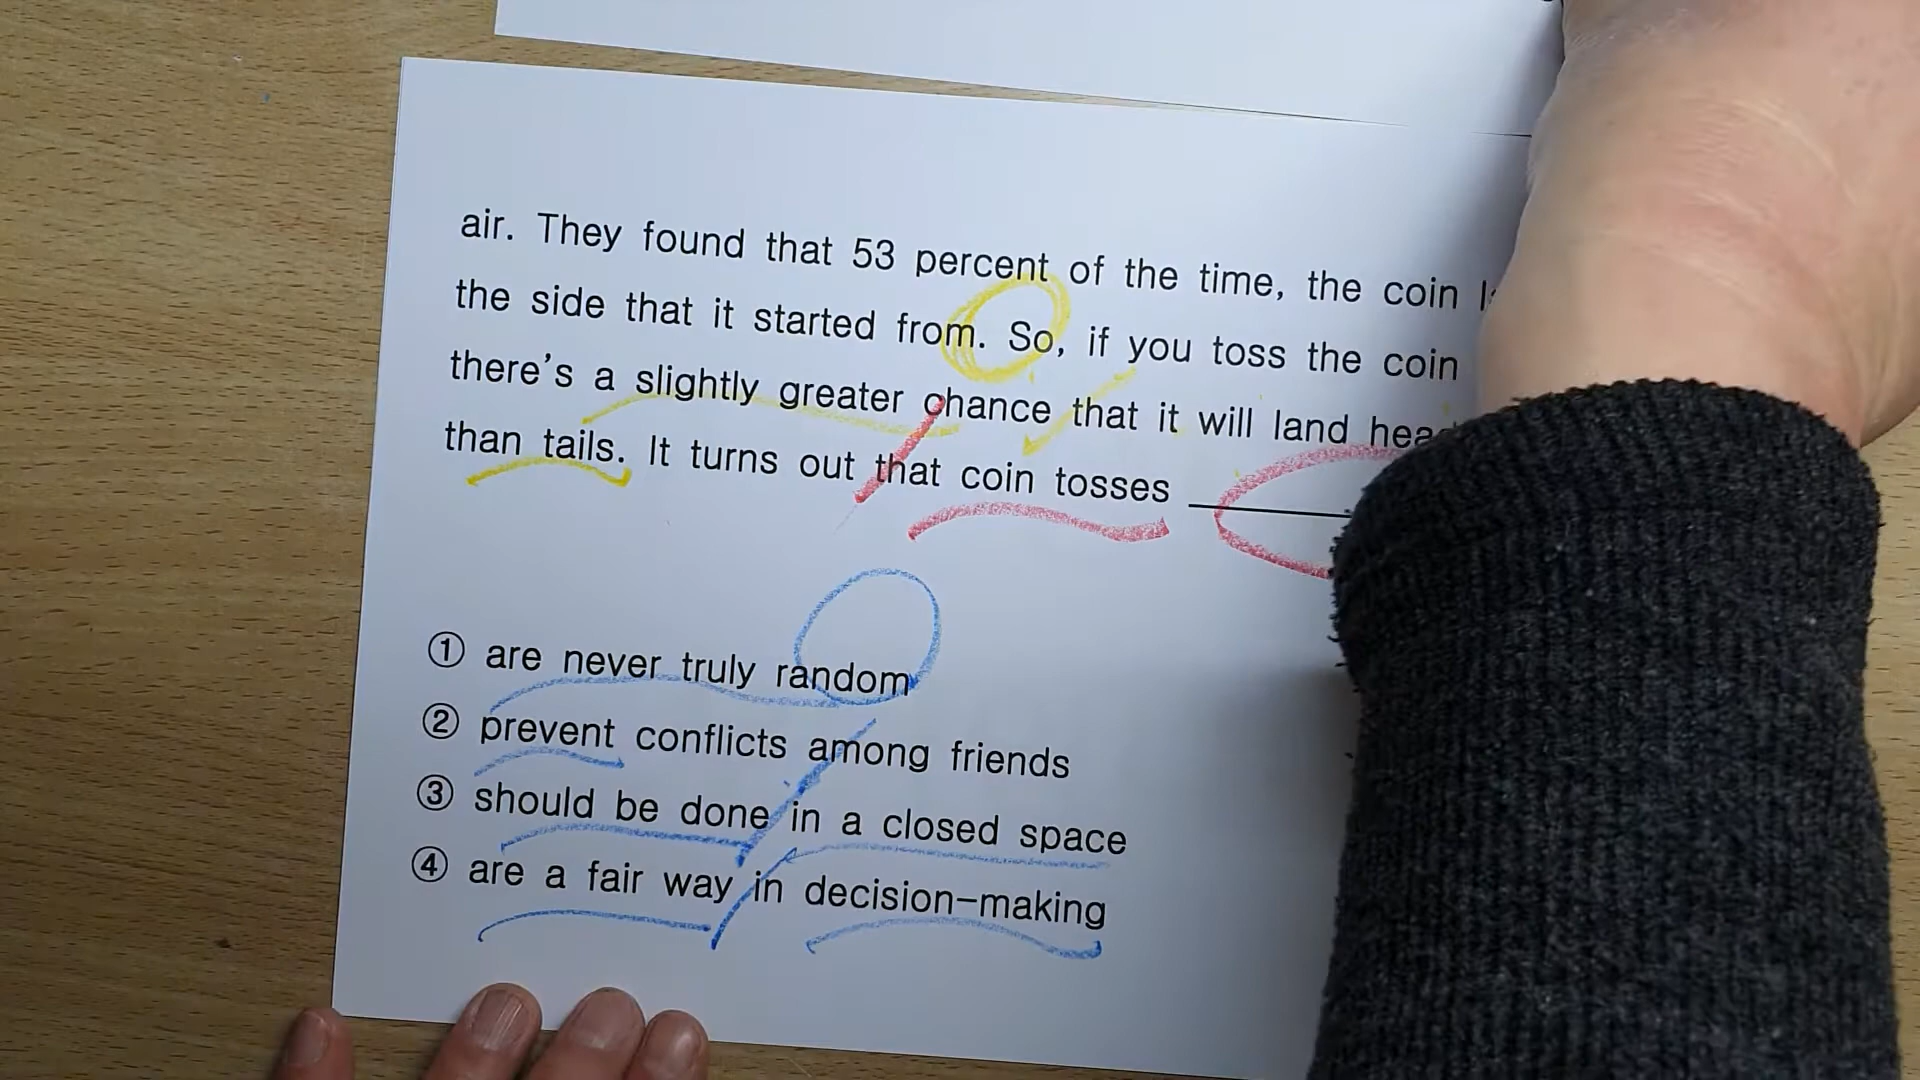 air. They found that 53 percent of the time, the coin
the side that it started from. So, if you toss the coin
there's a slightly greater chance that it will land
than tails. It turns out that coin tosses
① are never truly random
② prevent conflicts among friends
③ should be done in a closed space
④ are a fair way in decision-making